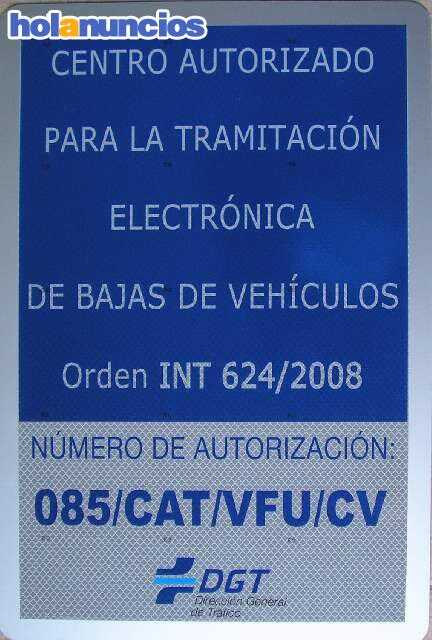 holanuncios
CENTRO AUTORIZADO
PARA LA TRAMITACIÓN
ELECTRÓNICA
DE BAJAS DE VEHÍCULOS
Orden INT 624/2008
NÚMERO DE AUTORIZACIÓN:
085/CAT/VFU/CV
DGT
Dirección General
de Tráfico